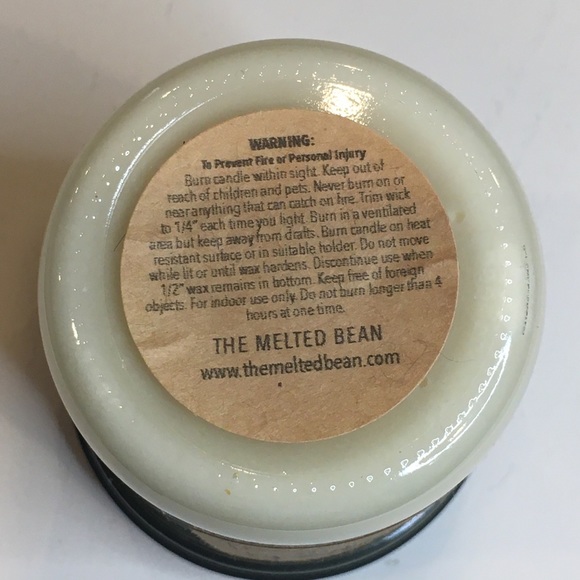 WARNING:
To Prevent Fire or Personal Injury
Burn candle within sight. Keep out of
reach of children and pets. Never burn on or
near anything that can catch on fire. Trim wick
to 1/4" each time you light. Burn in a ventilated
area but keep away from drafts. Burn candle on heat
resistant surface or in suitable holder. Do not move
while lit or until wax hardens. Discontinue use when
1/2" wax remains in bottom. Keep free of foreign
objects. For indoor use only. Do not burn longer than 4
hours at one time.
THE MELTED BEAN
www.themeltedbean.com